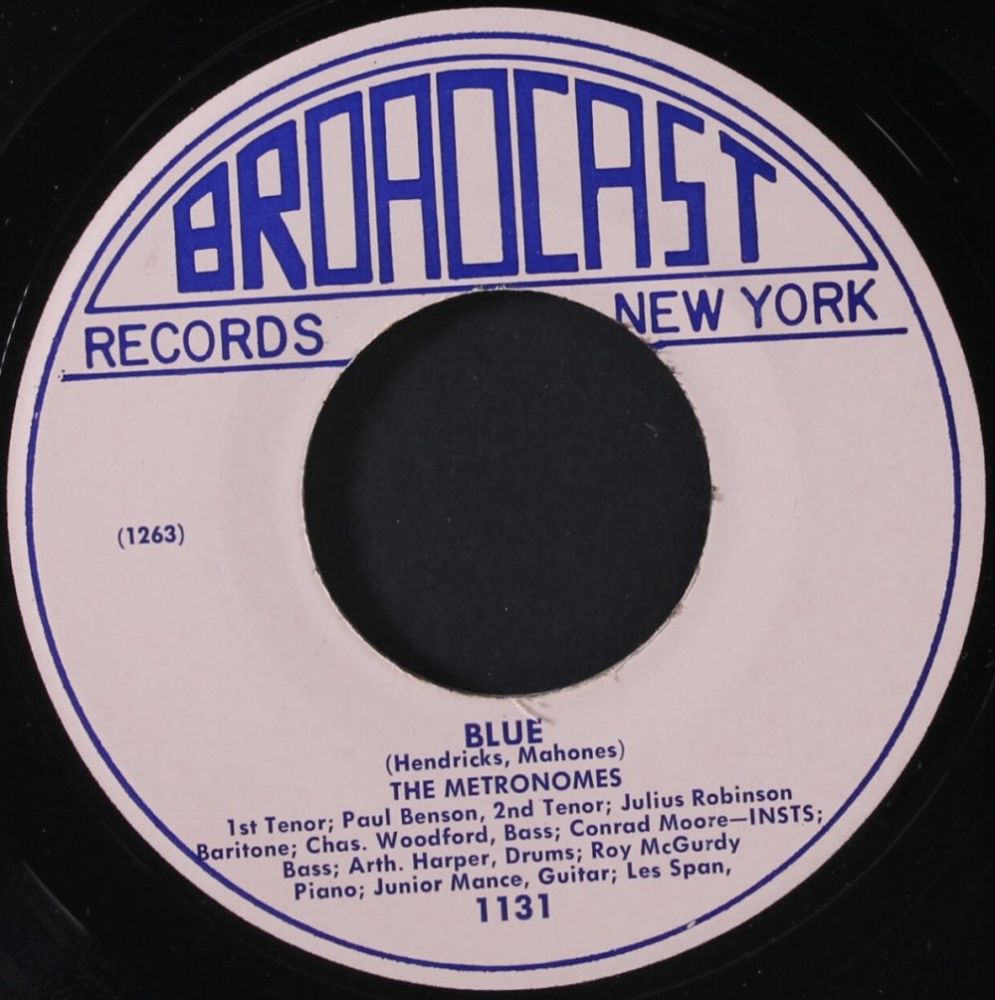 BROADCAST
RECORDS NEW YORK
(1263)
BLUE
(Hendricks, Mahones)
THE METRONOMES
1st Tenor; Paul Benson, 2nd Tenor; Julius Robinson
Baritone; Chas. Woodford, Bass; Conrad Moore—INSTS;
Bass; Arth. Harper, Drums; Roy McGurdy
Piano; Junior Mance, Guitar; Les Span,
1131